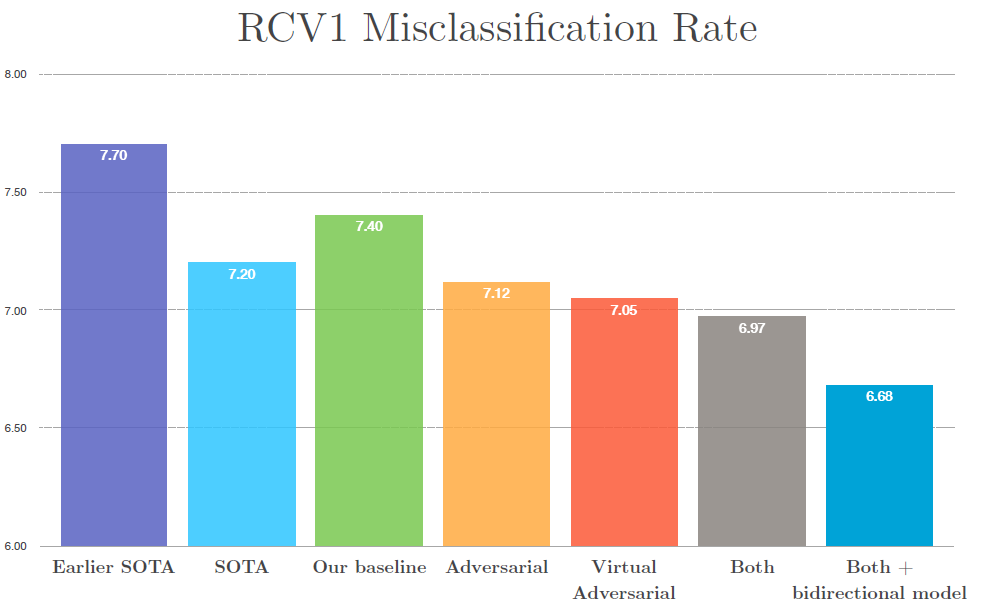 RCV1 Misclassification Rate
8.00
7.70
7.50
7.40
7.20
7.12
7.05
7.00
6.97
6.68
6.50
6.00
Earlier SOTA
SOTA
Our baseline
Adversarial
Virtual
Adversarial
Both
Both +
bidirectional model